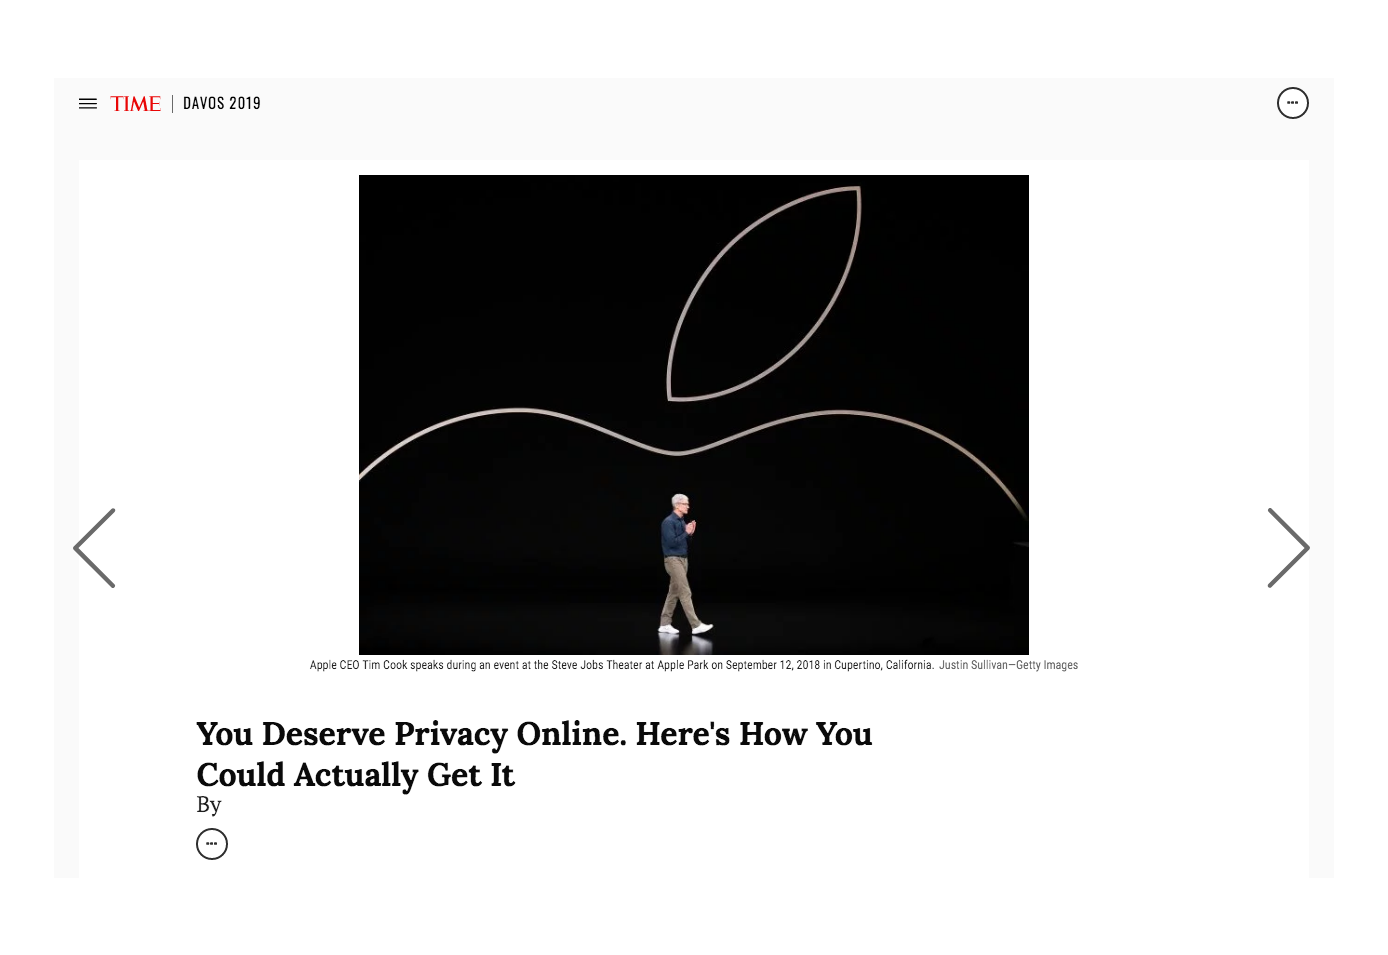 TIME | DAVOS 2019
Apple CEO Tim Cook speaks during an event at the Steve Jobs Theater at Apple Park on September 12, 2018 in Cupertino, California. Justin Sullivan—Getty Images
You Deserve Privacy Online. Here's How You
Could Actually Get It
By